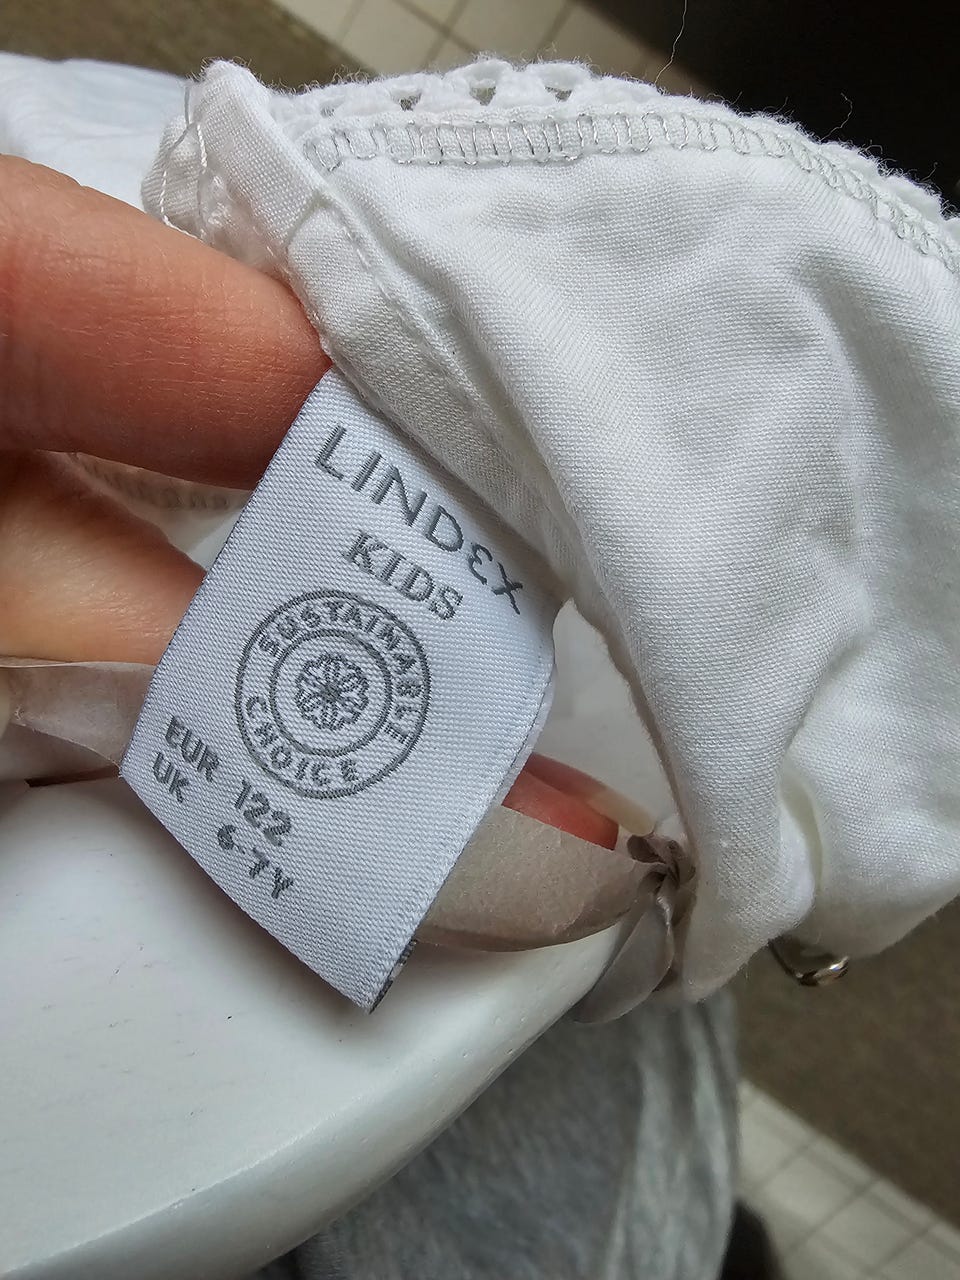 LINDEX
KIDS
SUSTAINABLE
CHOICE
EUR 122
UK 6-7Y